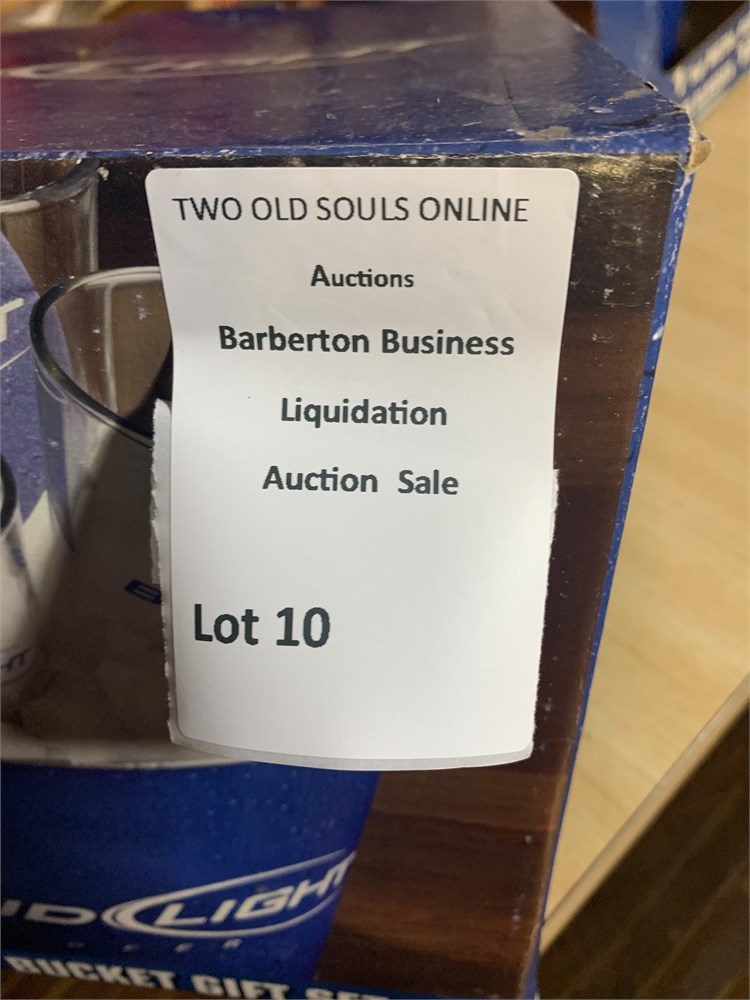 TWO OLD SOULS ONLINE
Auctions
Barberton Business
Liquidation
Auction Sale
Lot 10
LIGHT
BUCKET GIFT SET